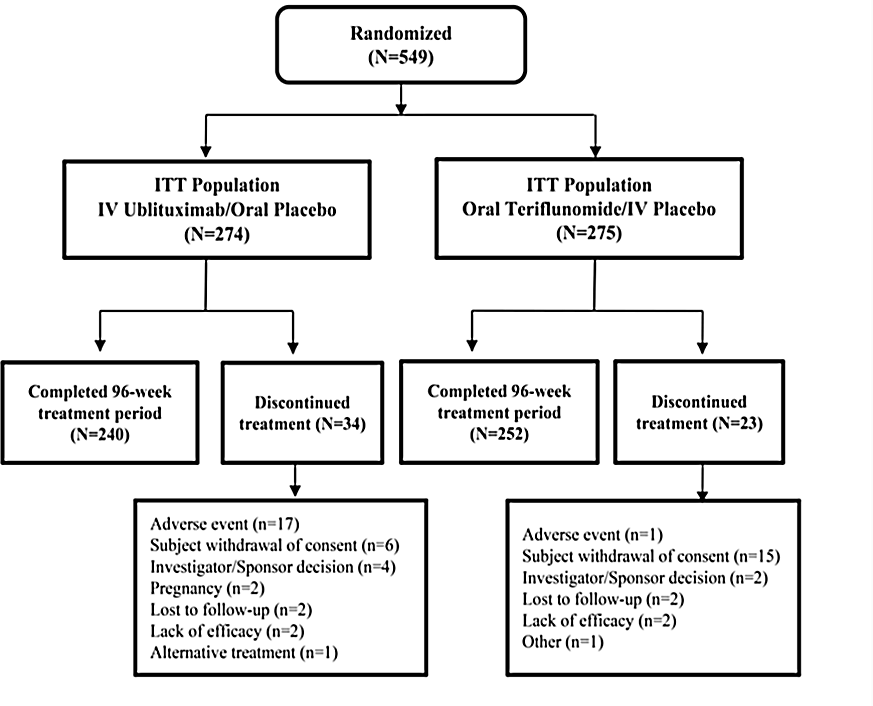 Randomized
(N=549)
ITT Population
IV Ublituximab/Oral Placebo
(N=274)
ITT Population
Oral Teriflunomide/IV Placebo
(N=275)
Completed 96-week
treatment period
(N=240)
Discontinued
treatment (N=34)
Completed 96-week
treatment period
(N=252)
Discontinued
treatment (N=23)
Adverse event (n=17)
Subject withdrawal of consent (n=6)
Investigator/Sponsor decision (n=4)
Pregnancy (n=2)
Lost to follow-up (n=2)
Lack of efficacy (n=2)
Alternative treatment (n=1)
Adverse event (n=1)
Subject withdrawal of consent (n=15)
Investigator/Sponsor decision (n=2)
Lost to follow-up (n=2)
Lack of efficacy (n=2)
Other (n=1)